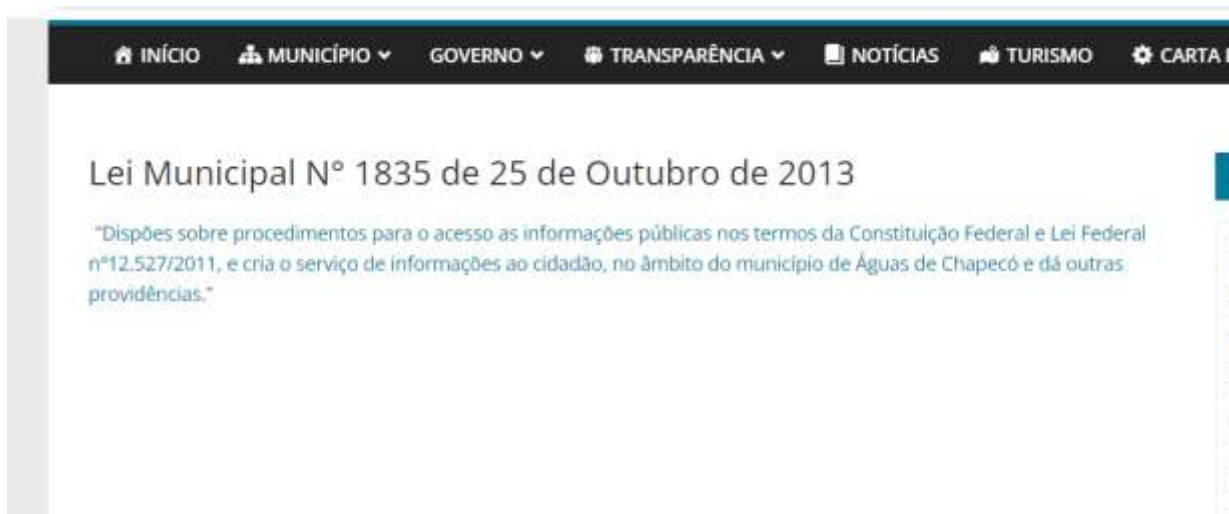 INÍCIO MUNICÍPIO GOVERNO TRANSPARÊNCIA NOTÍCIAS TURISMO CARTA
Lei Municipal Nº 1835 de 25 de Outubro de 2013
"Dispões sobre procedimentos para o acesso as informações públicas nos termos da Constituição Federal e Lei Federal
nº12.527/2011, e cria o serviço de informações ao cidadão, no âmbito do município de Águas de Chapecó e dá outras
providências."